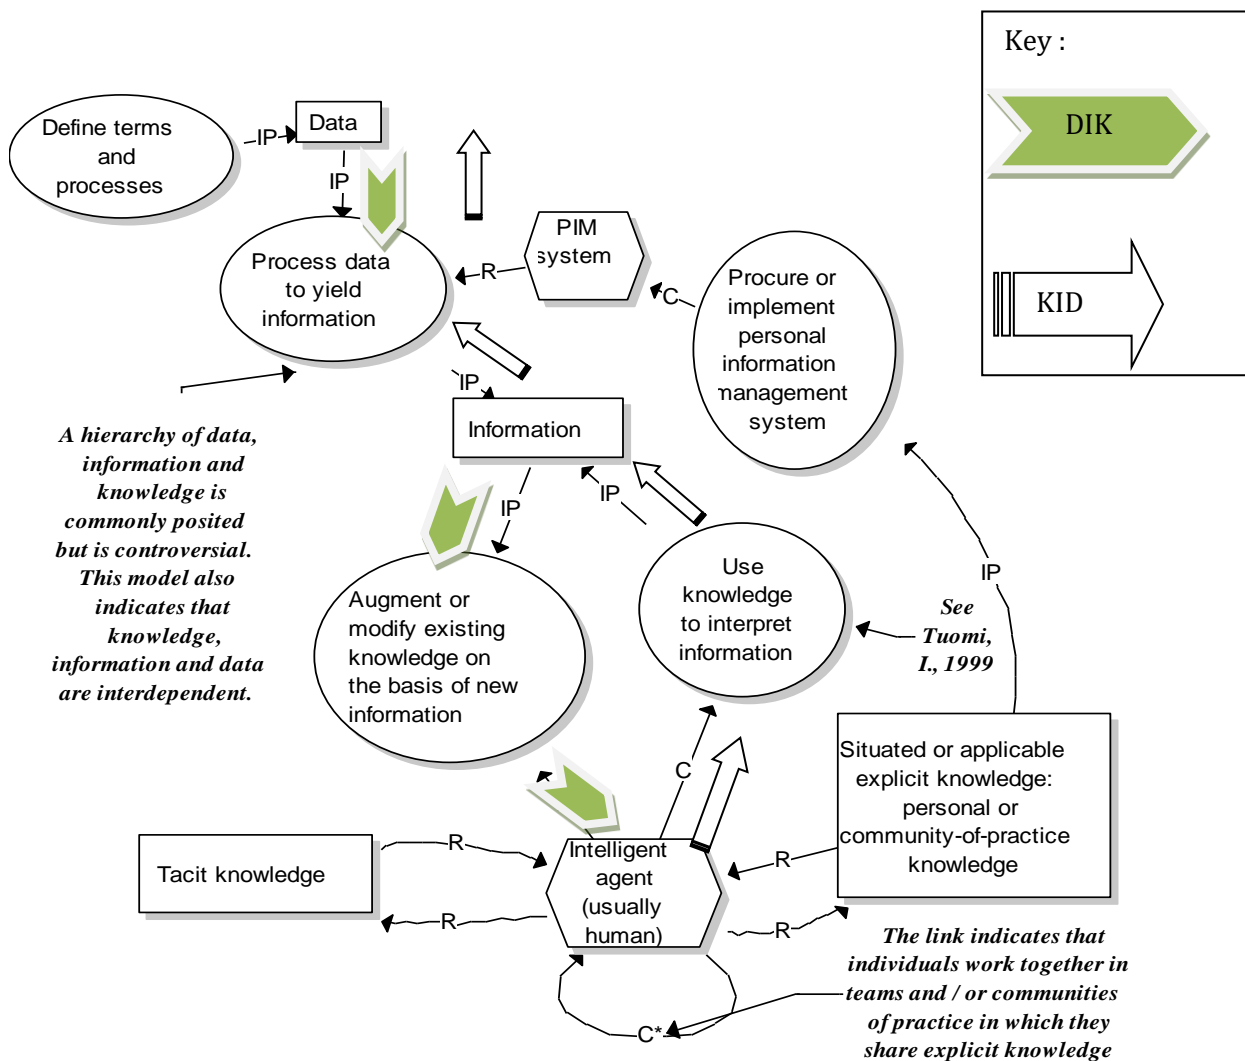 Key :
DIK
KID
Define terms
and
processes
IP
Data
IP
Process data
to yield
information
R
PIM
system
C
Procure or
implement
personal
information
management
system
IP
Information
A hierarchy of data,
information and
knowledge is
commonly posited
but is controversial.
This model also
indicates that
knowledge,
information and data
are interdependent.
IP
IP
Augment or
modify existing
knowledge on
the basis of new
information
Use
knowledge
to interpret
information
See
Tuomi,
I., 1999
IP
C
Situated or applicable
explicit knowledge:
personal or
community-of-practice
knowledge
Tacit knowledge
R
R
Intelligent
agent
(usually
human)
R
R
C*
The link indicates that
individuals work together in
teams and / or communities
of practice in which they
share explicit knowledge